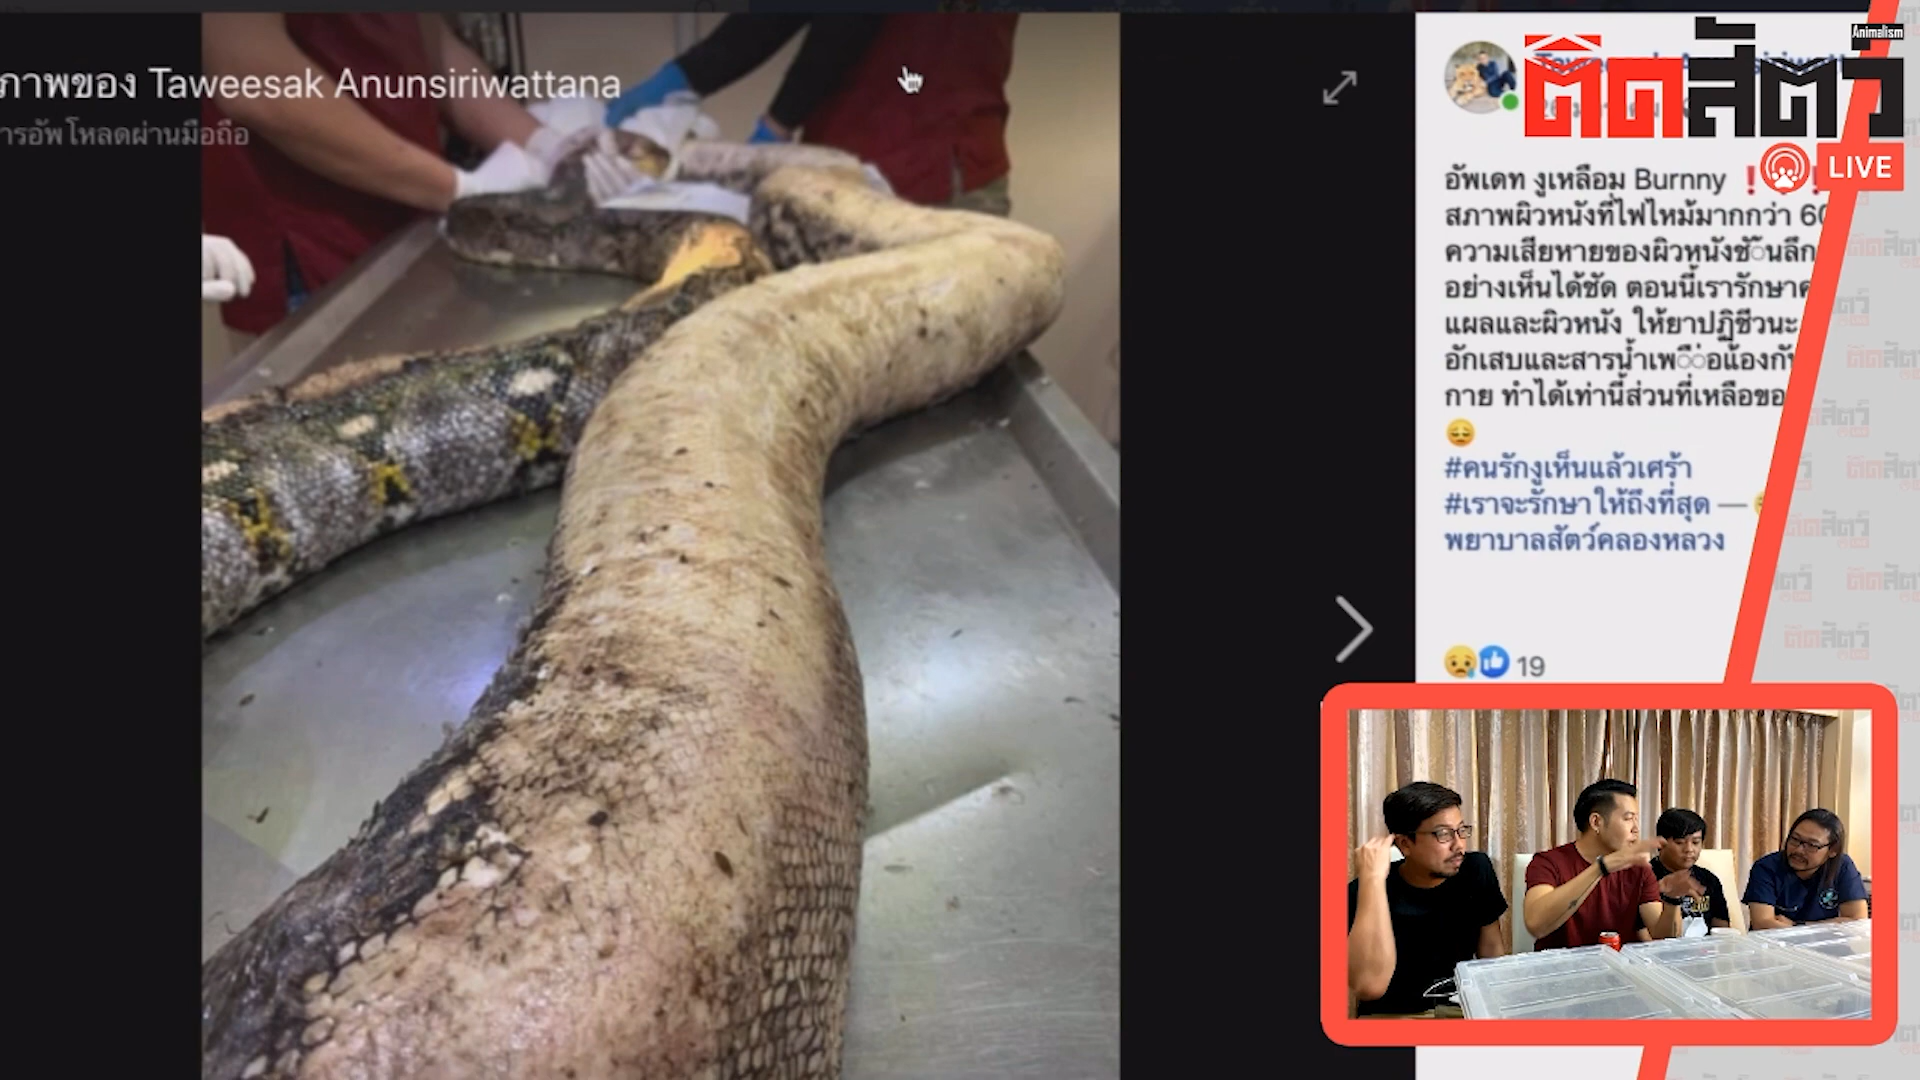 ภาพของ Taweesak Anunsiriwattana
ารอัพโหลดผ่านมือถือ
Animalism
ติดสัตว์
LIVE
อัพเดท งูเหลือม Burnny
สภาพผิวหนังที่ไฟไหม้มากกว่า 60
ความเสียหายของผิวหนังชั้นลึก
อย่างเห็นได้ชัด ตอนนี้เรารักษาค
แผลและผิวหนัง ให้ยาปฏิชีวนะ
อักเสบและสารน้ำเพื่อป้องกัน
กาย ทำได้เท่านี้ส่วนที่เหลือขอ
#คนรักงูเห็นแล้วเศร้า
#เราจะรักษาให้ถึงที่สุด —
พยาบาลสัตว์คลองหลวง
19